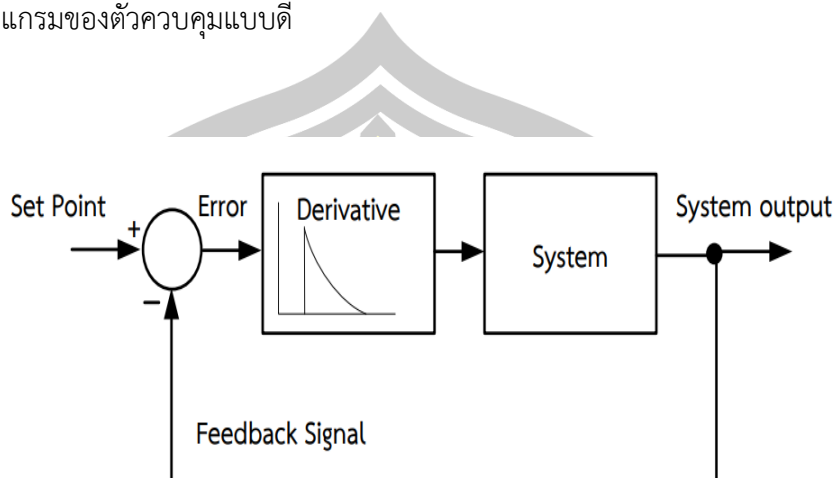 แกรมของตัวควบคุมแบบดี
Set Point
+
Error
Derivative
System
System output
−
Feedback Signal